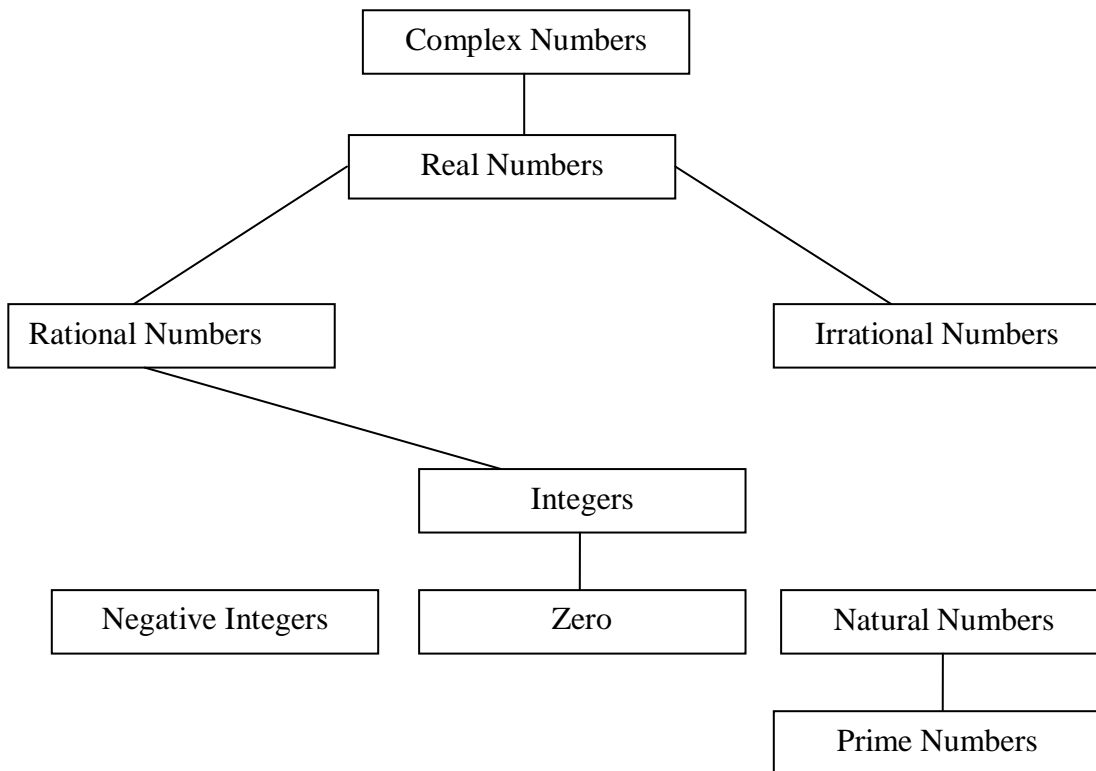 Complex Numbers
Real Numbers
Rational Numbers
Irrational Numbers
Integers
Negative Integers
Zero
Natural Numbers
Prime Numbers